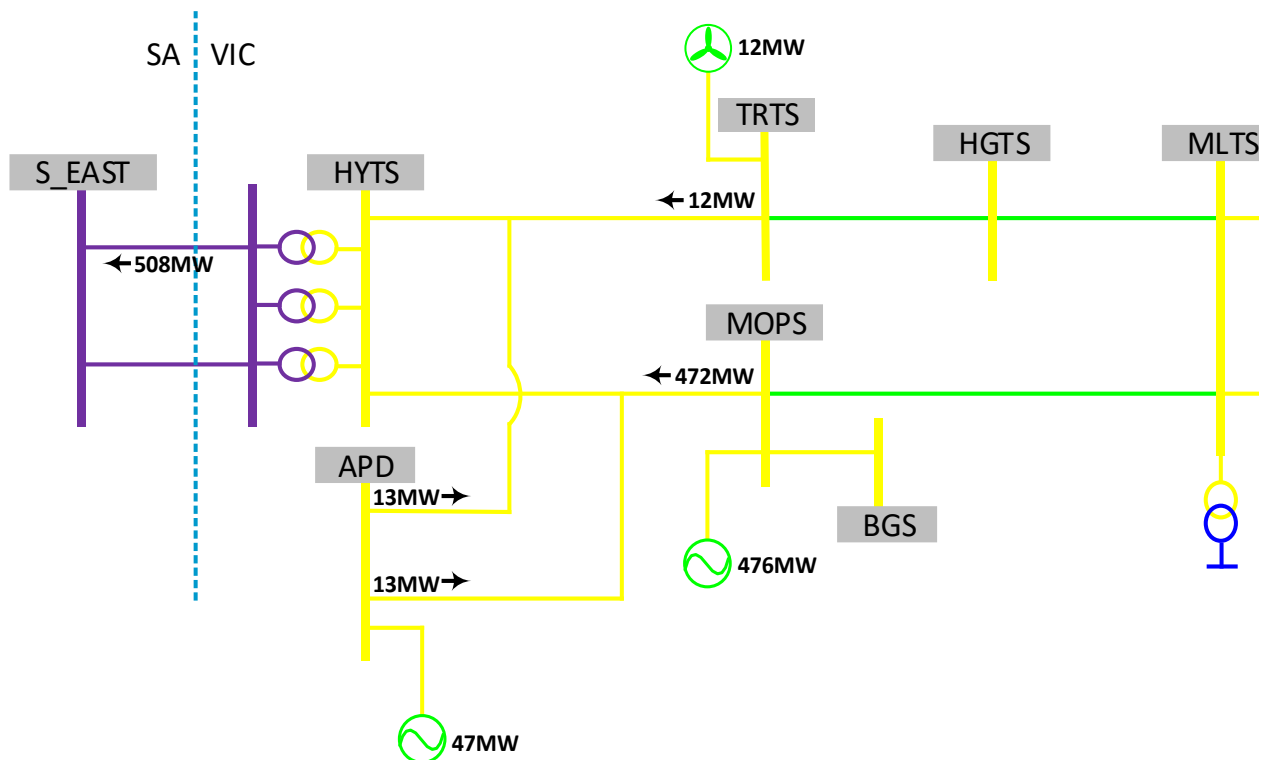 SA VIC
12MW
TRTS
HGTS
MLTS
S_EAST
HYTS
12MW
508MW
MOPS
472MW
APD
13MW
BGS
476MW
13MW
47MW